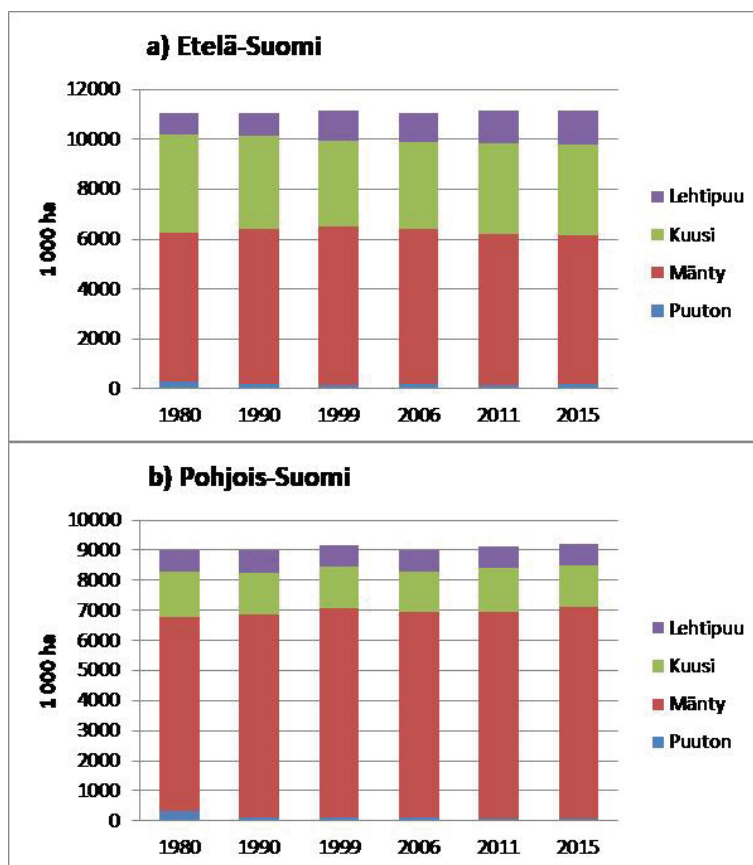 a) Etelä-Suomi
12000
10000
8000
6000
4000
2000
0
1 000 ha
1980 1990 1999 2006 2011 2015
Lehtipuu
Kuusi
Mänty
Puuton
b) Pohjois-Suomi
10000
9000
8000
7000
6000
5000
4000
3000
2000
1000
0
1 000 ha
1980 1990 1999 2006 2011 2015
Lehtipuu
Kuusi
Mänty
Puuton